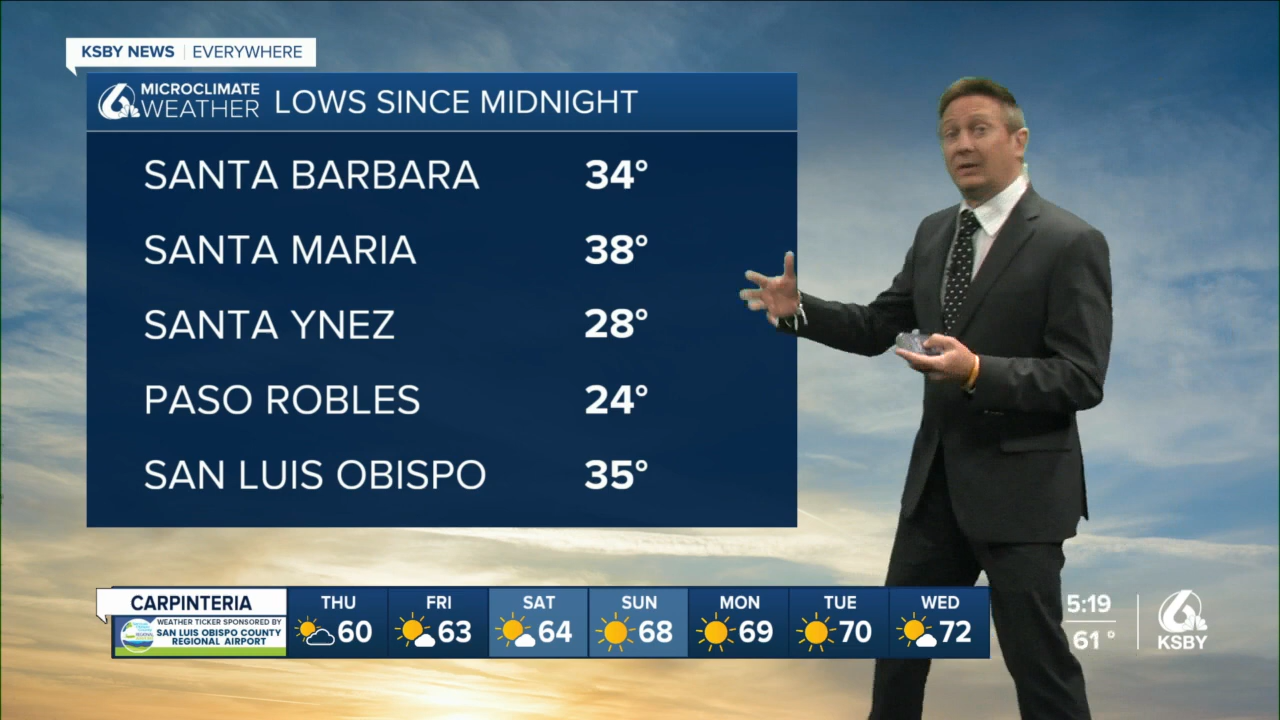 KSBY NEWS | EVERYWHERE
6 MICROCLIMATE WEATHER LOWS SINCE MIDNIGHT
SANTA BARBARA 34°
SANTA MARIA 38°
SANTA YNEZ 28°
PASO ROBLES 24°
SAN LUIS OBISPO 35°
CARPINTERIA
WEATHER TICKER SPONSORED BY
SAN LUIS OBISPO COUNTY
REGIONAL AIRPORT
THU 60
FRI 63
SAT 64
SUN 68
MON 69
TUE 70
WED 72
5:19
61°
6
KSBY